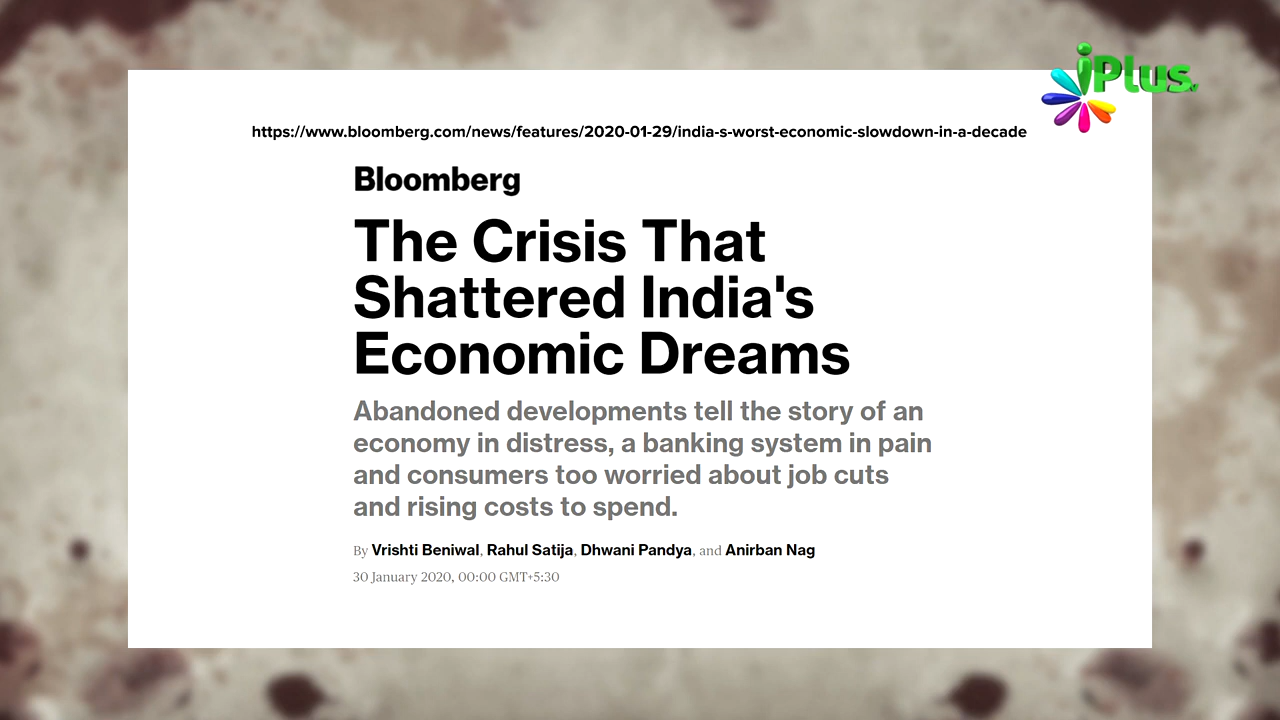 iPlus
https://www.bloomberg.com/news/features/2020-01-29/india-s-worst-economic-slowdown-in-a-decade
Bloomberg
The Crisis That
Shattered India's
Economic Dreams
Abandoned developments tell the story of an
economy in distress, a banking system in pain
and consumers too worried about job cuts
and rising costs to spend.
By Vrishti Beniwal, Rahul Satija, Dhwani Pandya, and Anirban Nag
30 January 2020, 00:00 GMT+5:30